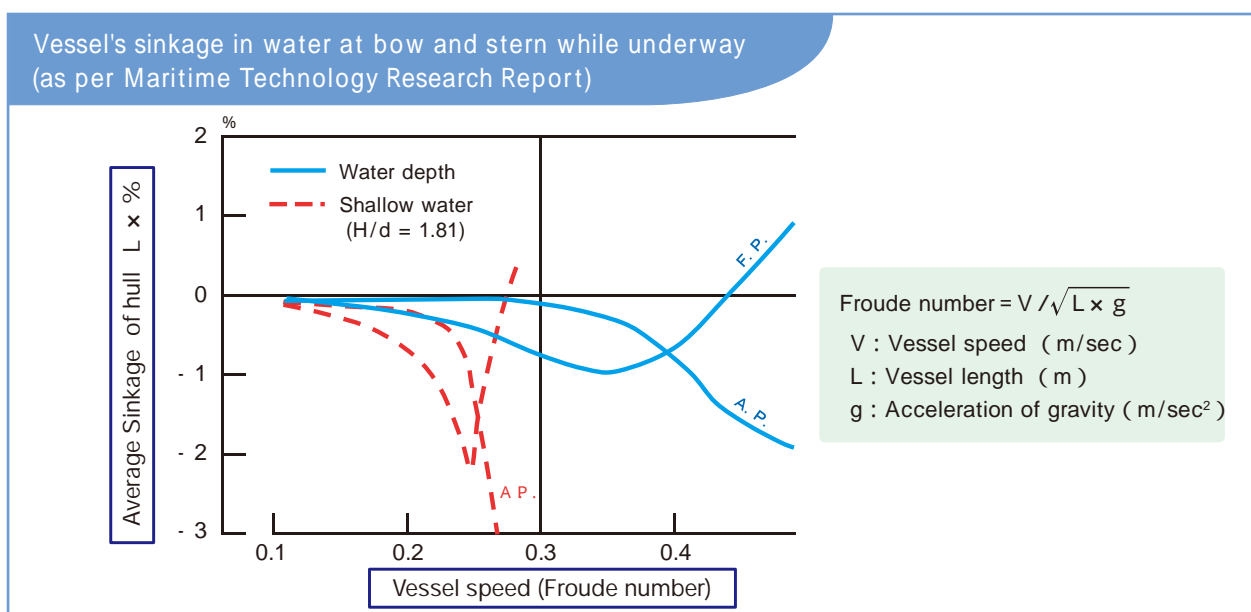 Vessel's sinkage in water at bow and stern while underway
(as per Maritime Technology Research Report)
%
2
1
0
- 1
- 2
- 3
Average Sinkage of hull L × %
Water depth
Shallow water
(H/d = 1.81)
F. P.
A. P.
A P.
0.1
0.2
0.3
0.4
Vessel speed (Froude number)
Froude number = V /√L × g
V : Vessel speed ( m/sec )
L : Vessel length ( m )
g : Acceleration of gravity ( m/sec² )